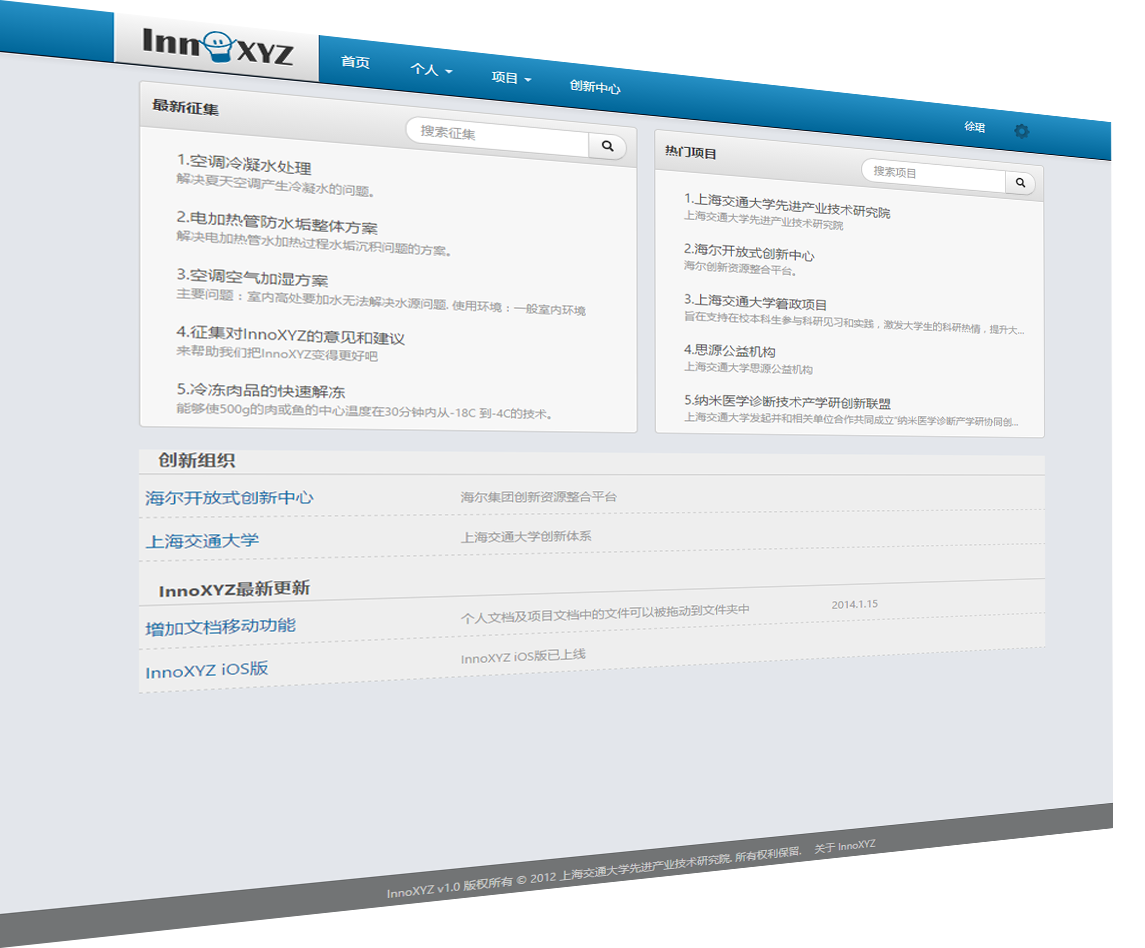 InnoXYZ
首页 个人 项目 创新中心 徐珺
最新征集
搜索征集
1.空调冷凝水处理
解决夏天空调产生冷凝水的问题。
2.电加热管防水垢整体方案
解决电加热管水加热过程水垢沉积问题的方案。
3.空调空气加湿方案
主要问题：室内高处要加水无法解决水源问题. 使用环境：一般室内环境
4.征集对InnoXYZ的意见和建议
来帮助我们把InnoXYZ变得更好吧
5.冷冻肉品的快速解冻
能够使500g的肉或鱼的中心温度在30分钟内从-18C 到-4C的技术。
热门项目
搜索项目
1.上海交通大学先进产业技术研究院
上海交通大学先进产业技术研究院
2.海尔开放式创新中心
海尔创新资源整合平台。
3.上海交通大学管政项目
旨在支持在校本科生参与科研见习和实践，激发大学生的科研热情，提升大...
4.思源公益机构
上海交通大学思源公益机构
5.纳米医学诊断技术产学研创新联盟
上海交通大学发起并和相关单位合作共同成立"纳米医学诊断产学研协同创...
创新组织
海尔开放式创新中心 海尔集团创新资源整合平台
上海交通大学 上海交通大学创新体系
InnoXYZ最新更新
增加文档移动功能 个人文档及项目文档中的文件可以被拖动到文件夹中 2014.1.15
InnoXYZ iOS版 InnoXYZ iOS版已上线
InnoXYZ v1.0 版权所有 © 2012 上海交通大学先进产业技术研究院. 所有权利保留. 关于 InnoXYZ